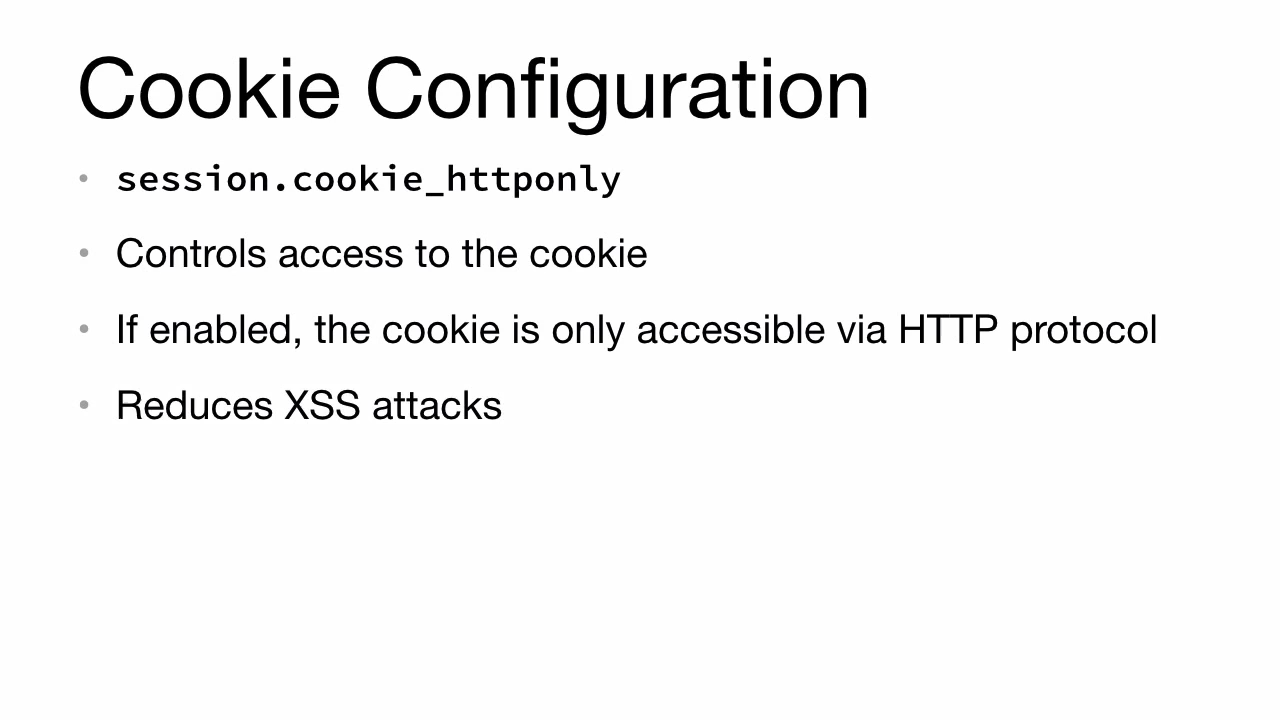 Cookie Configuration
• session.cookie_httponly
• Controls access to the cookie
• If enabled, the cookie is only accessible via HTTP protocol
• Reduces XSS attacks